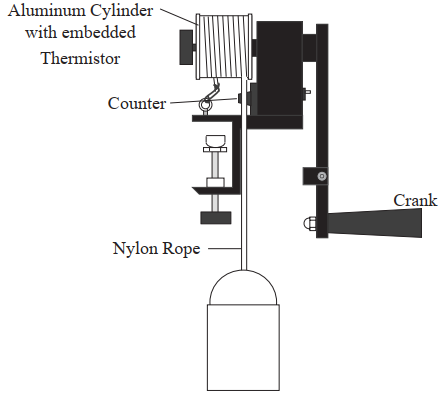 Aluminum Cylinder
with embedded
Thermistor
Counter
Crank
Nylon Rope